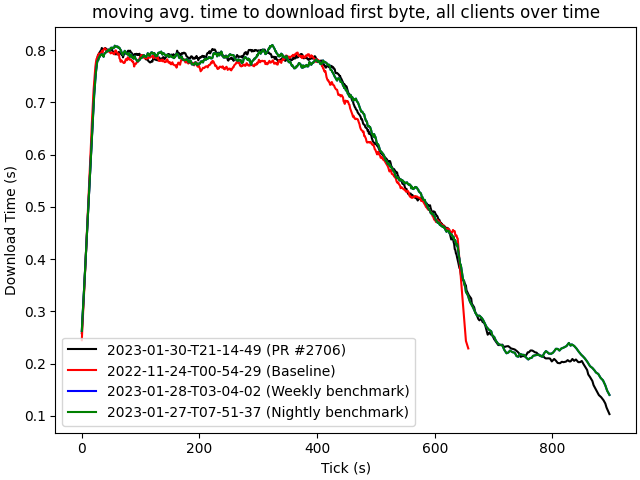 moving avg. time to download first byte, all clients over time
Download Time (s)
0.8
0.7
0.6
0.5
0.4
0.3
0.2
0.1
2023-01-30-T21-14-49 (PR #2706)
2022-11-24-T00-54-29 (Baseline)
2023-01-28-T03-04-02 (Weekly benchmark)
2023-01-27-T07-51-37 (Nightly benchmark)
0 200 400 600 800
Tick (s)